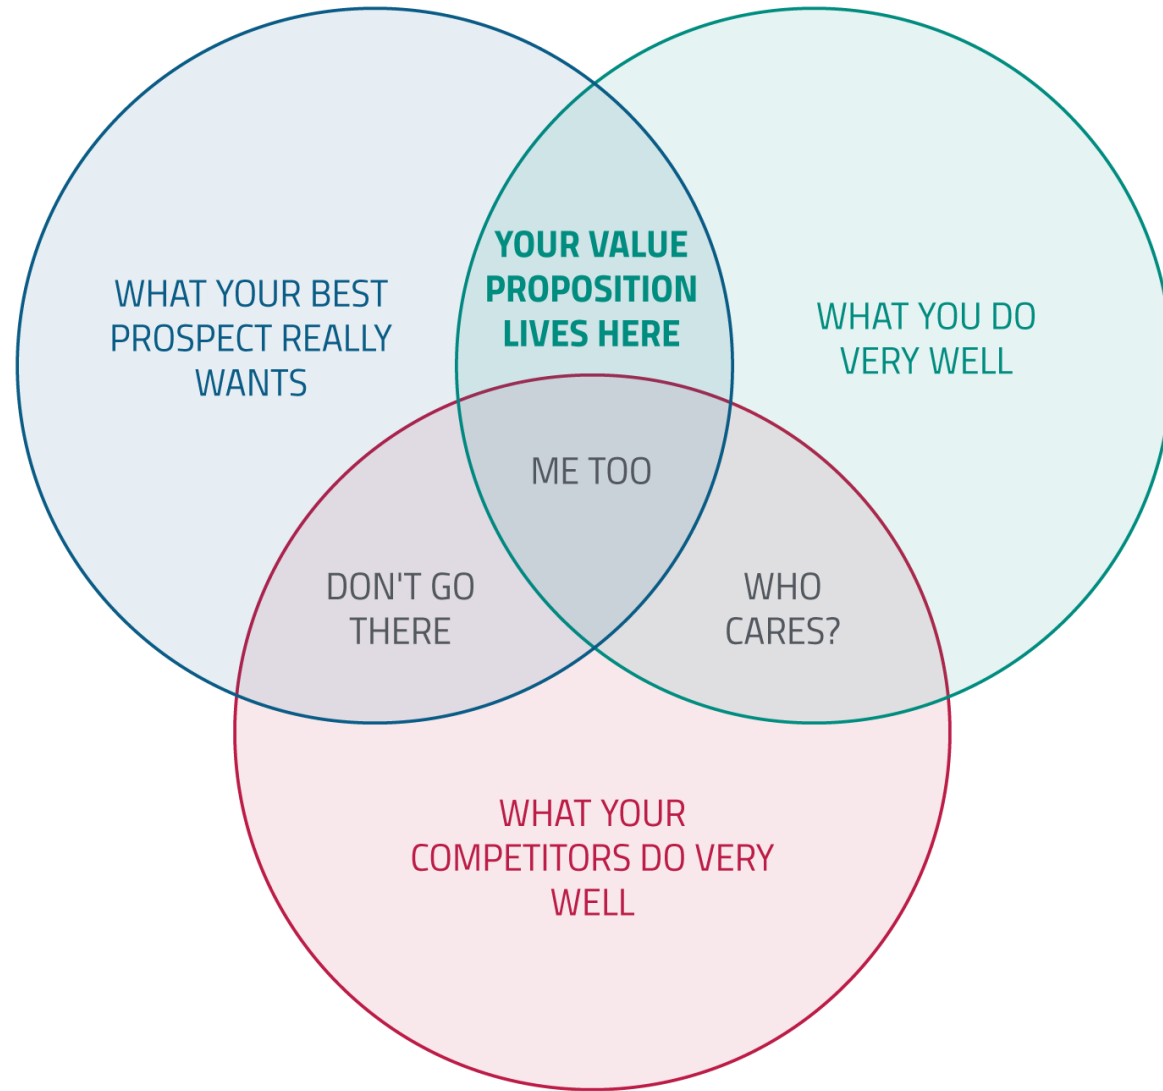 YOUR VALUE
PROPOSITION
LIVES HERE
WHAT YOUR BEST
PROSPECT REALLY
WANTS
WHAT YOU DO
VERY WELL
ME TOO
DON'T GO
THERE
WHO
CARES?
WHAT YOUR
COMPETITORS DO VERY
WELL